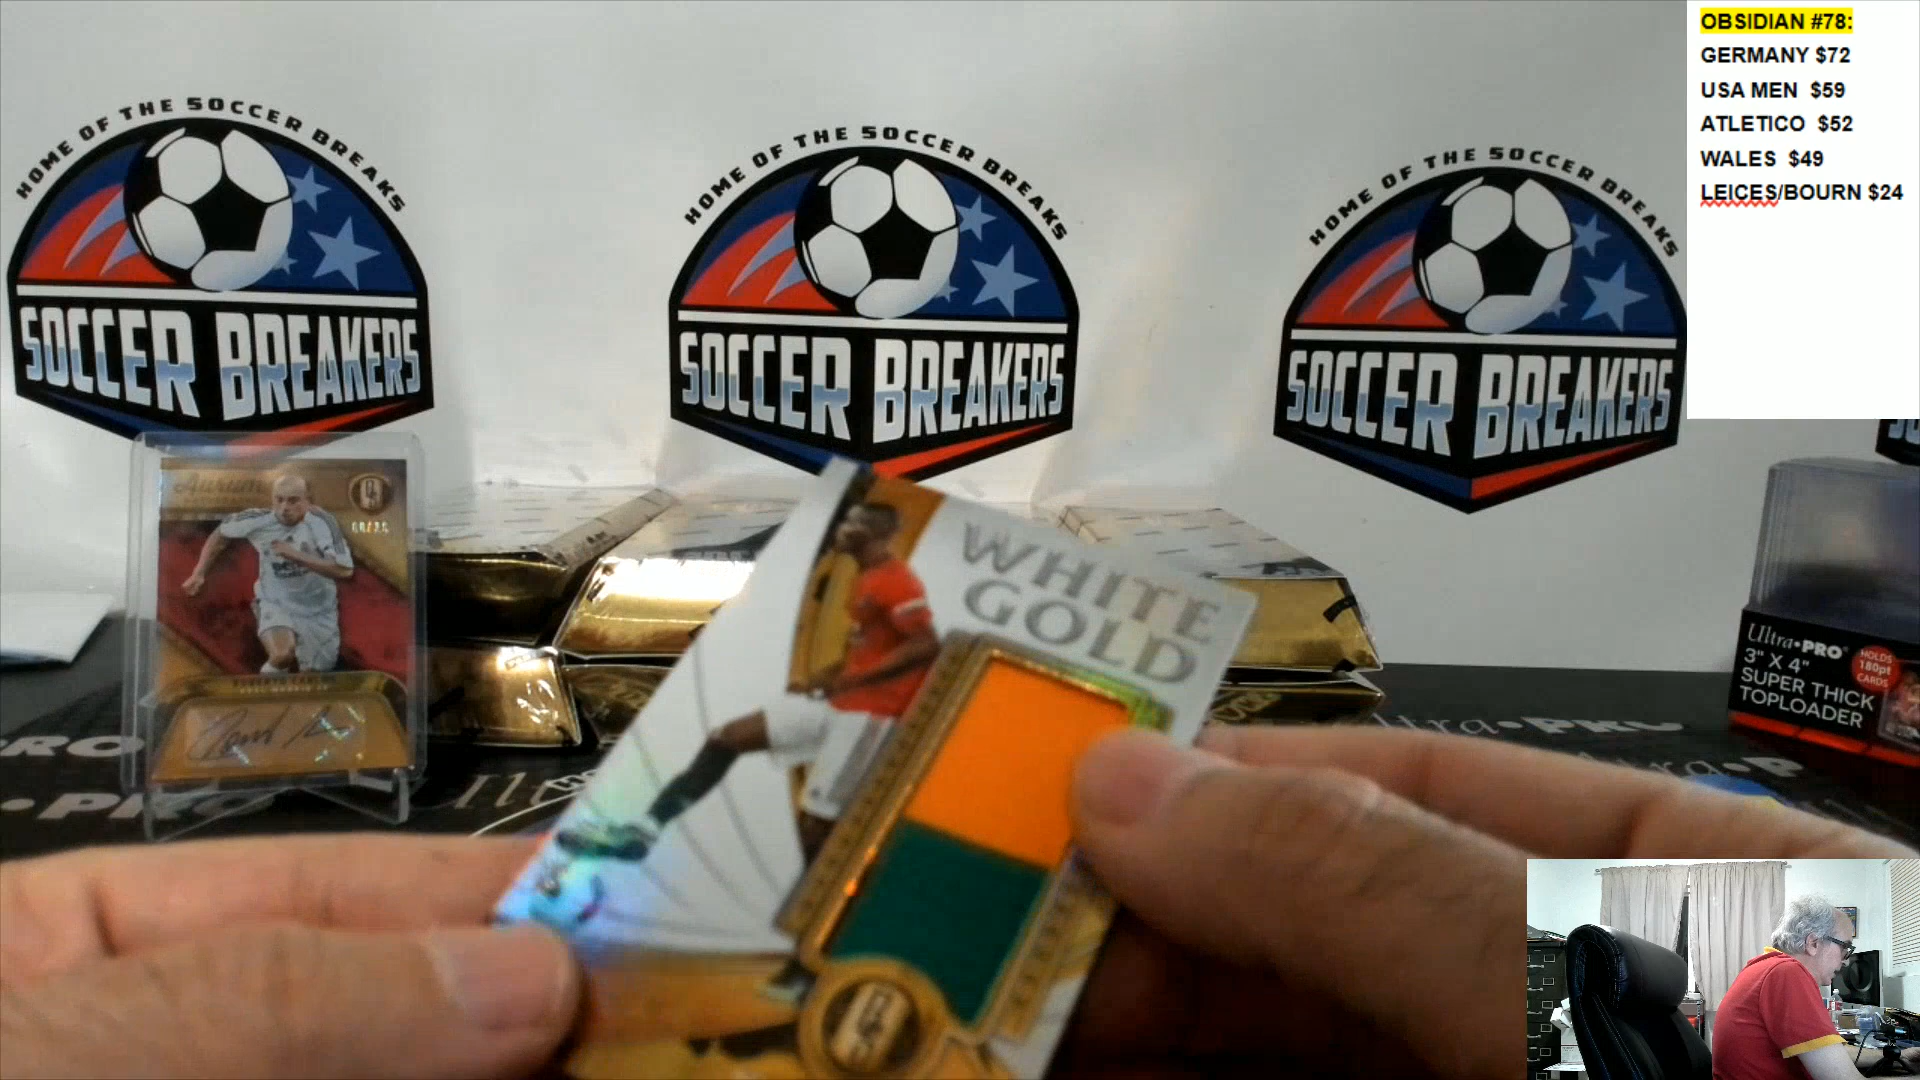 OBSIDIAN #78:
GERMANY $72
USA MEN $59
ATLETICO $52
WALES $49
LEICES/BOURN $24
HOME OF THE SOCCER BREAKS
SOCCER BREAKERS
HOME OF THE SOCCER BREAKS
SOCCER BREAKERS
HOME OF THE SOCCER BREAKS
SOCCER BREAKERS
Aurum
WHITE
GOLD
Ultra•PRO
HOLDS
180pt
CARDS
3" X 4"
SUPER THICK
TOPLOADER